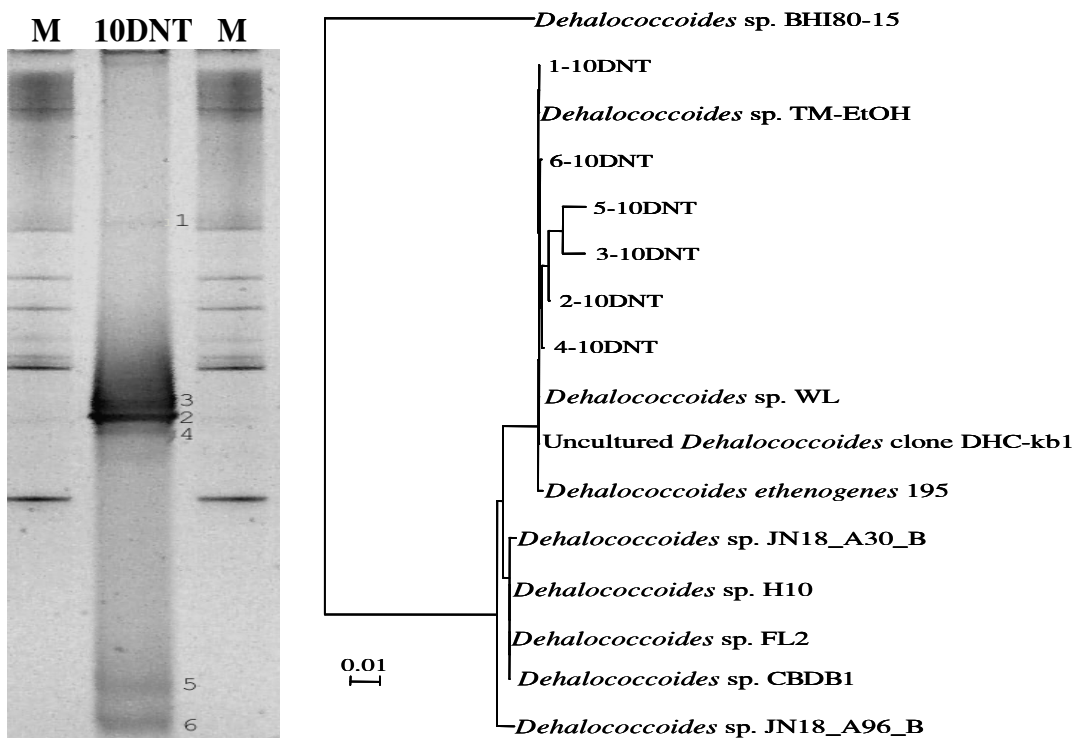 M 10DNT M
1
3
2
4
5
6
Dehalococcoides sp. BHI80-15
1-10DNT
Dehalococcoides sp. TM-EtOH
6-10DNT
5-10DNT
3-10DNT
2-10DNT
4-10DNT
Dehalococcoides sp. WL
Uncultured Dehalococcoides clone DHC-kb1
Dehalococcoides ethenogenes 195
Dehalococcoides sp. JN18_A30_B
Dehalococcoides sp. H10
Dehalococcoides sp. FL2
Dehalococcoides sp. CBDB1
Dehalococcoides sp. JN18_A96_B
0.01